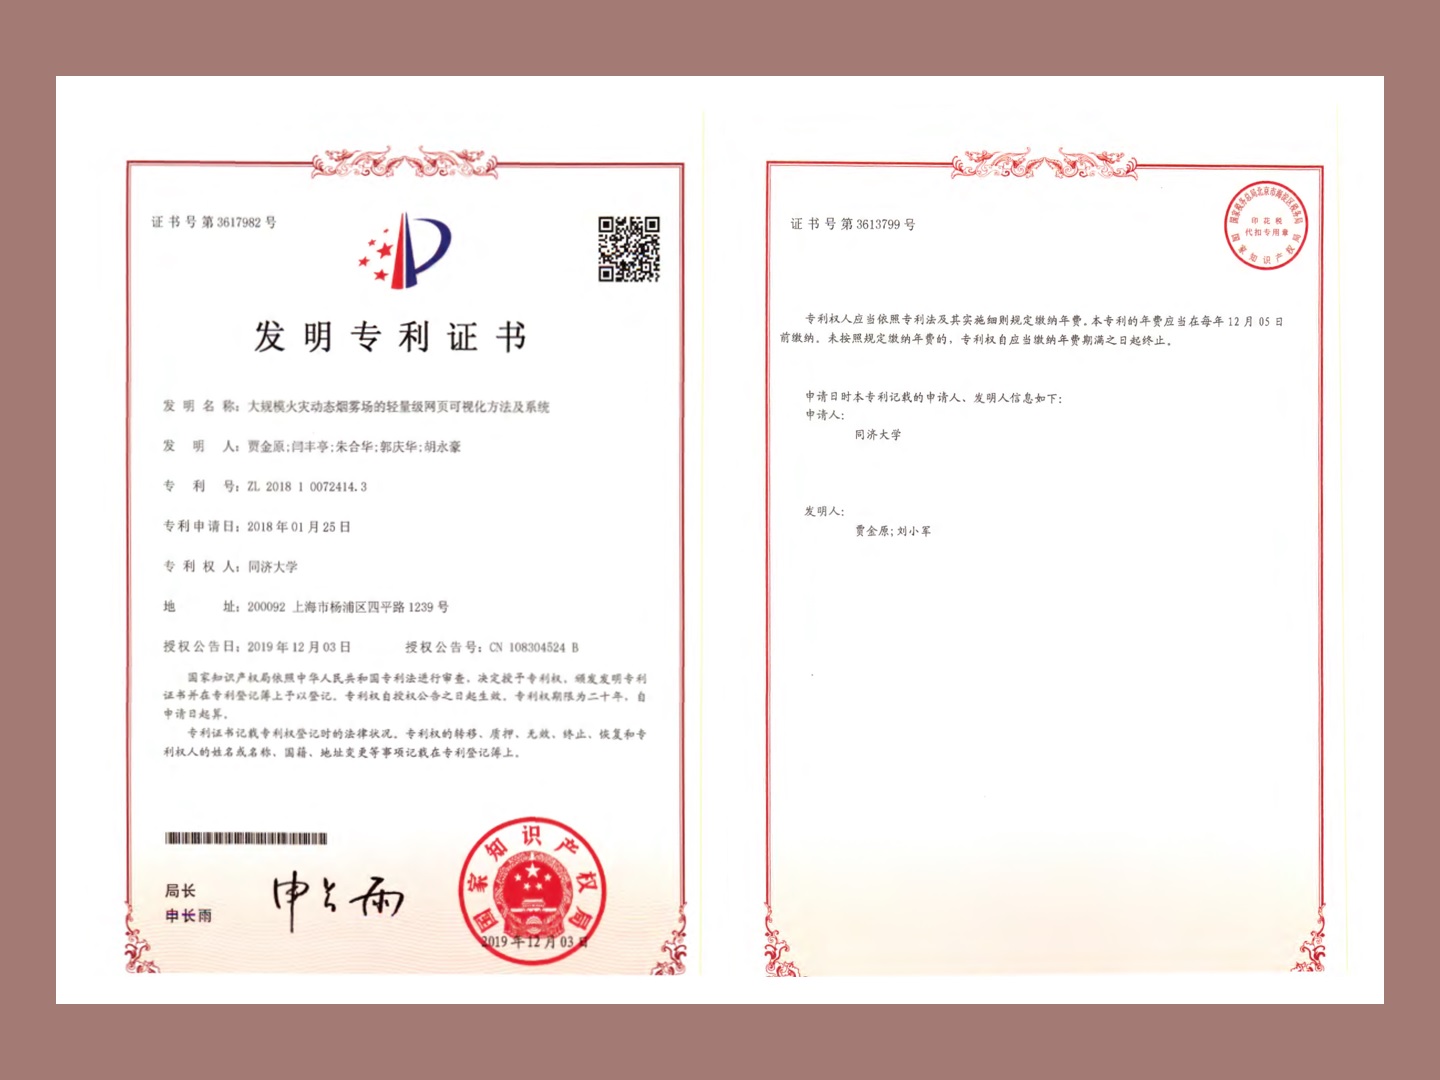 证书号第3617982号
发明专利证书
发明名称：大规模火灾动态烟雾场的轻量级网页可视化方法及系统
发明人：贾金原;闫丰亭;朱合华;郭庆华;胡永豪
专利号：ZL 2018 1 0072414.3
专利申请日：2018年01月25日
专利权人：同济大学
地址：200092 上海市杨浦区四平路1239号
授权公告日：2019年12月03日 授权公告号：CN 108304524 B
国家知识产权局依照中华人民共和国专利法进行审查，决定授予专利权，颁发发明专利
证书并在专利登记簿上予以登记。专利权自授权公告之日起生效。专利权期限为二十年，自
申请日起算。
专利证书记载专利权登记时的法律状况。专利权的转移、质押、无效、终止、恢复和专
利权人的姓名或名称、国籍、地址变更等事项记载在专利登记簿上。
局长
申长雨
申长雨
国家知识产权局
2019年12月03日
证书号第3613799号
国家税务总局北京市海淀区税务局
印花税
代扣专用章
国家知识产权局
专利权人应当依照专利法及其实施细则规定缴纳年费。本专利的年费应当在每年12月05日
前缴纳。未按照规定缴纳年费的，专利权自应当缴纳年费期满之日起终止。
申请日时本专利记载的申请人、发明人信息如下：
申请人：
同济大学
发明人：
贾金原;刘小军